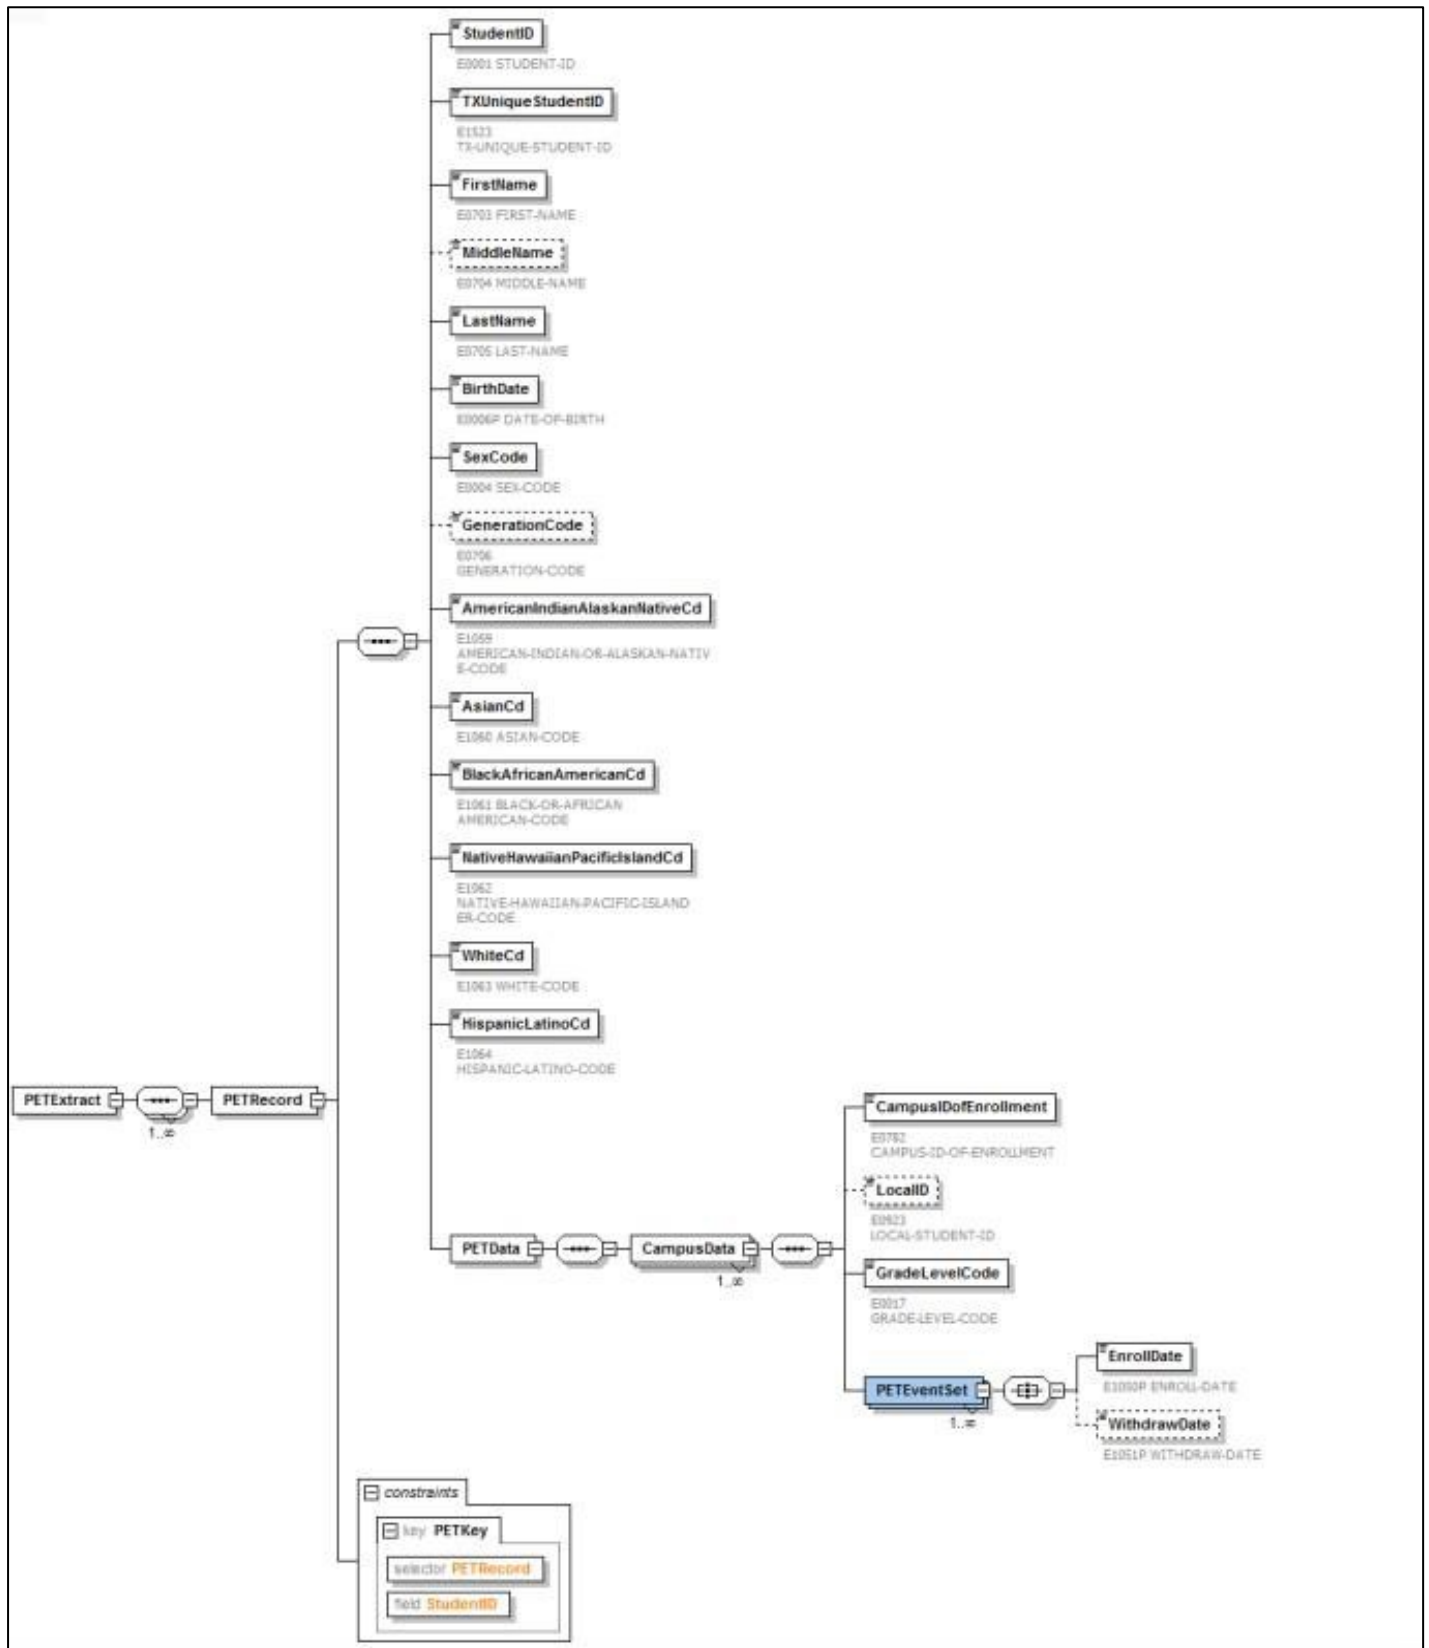 StudentID
E0001 STUDENT-ID
TXUniqueStudentID
E1523
TX-UNIQUE-STUDENT-ID
FirstName
E0703 FIRST-NAME
MiddleName
E0704 MIDDLE-NAME
LastName
E0705 LAST-NAME
BirthDate
E0006P DATE-OF-BIRTH
SexCode
E0004 SEX-CODE
GenerationCode
E0706
GENERATION-CODE
AmericanIndianAlaskanNativeCd
E1059
AMERICAN-INDIAN-OR-ALASKAN-NATIV
E-CODE
AsianCd
E1060 ASIAN-CODE
BlackAfricanAmericanCd
E1061 BLACK-OR-AFRICAN
AMERICAN-CODE
NativeHawaiianPacificIslandCd
E1062
NATIVE-HAWAIIAN-PACIFIC-ISLAND
ER-CODE
WhiteCd
E1063 WHITE-CODE
HispanicLatinoCd
E1064
HISPANIC-LATINO-CODE
PETExtract
1..∞
PETRecord
PETData
CampusData
1..∞
CampusIDofEnrollment
E0782
CAMPUS-ID-OF-ENROLLMENT
LocalID
E0923
LOCAL-STUDENT-ID
GradeLevelCode
E0017
GRADE-LEVEL-CODE
PETEventSet
1..∞
EnrollDate
E1050P ENROLL-DATE
WithdrawDate
E1051P WITHDRAW-DATE
constraints
key PETKey
selector PETRecord
field StudentID